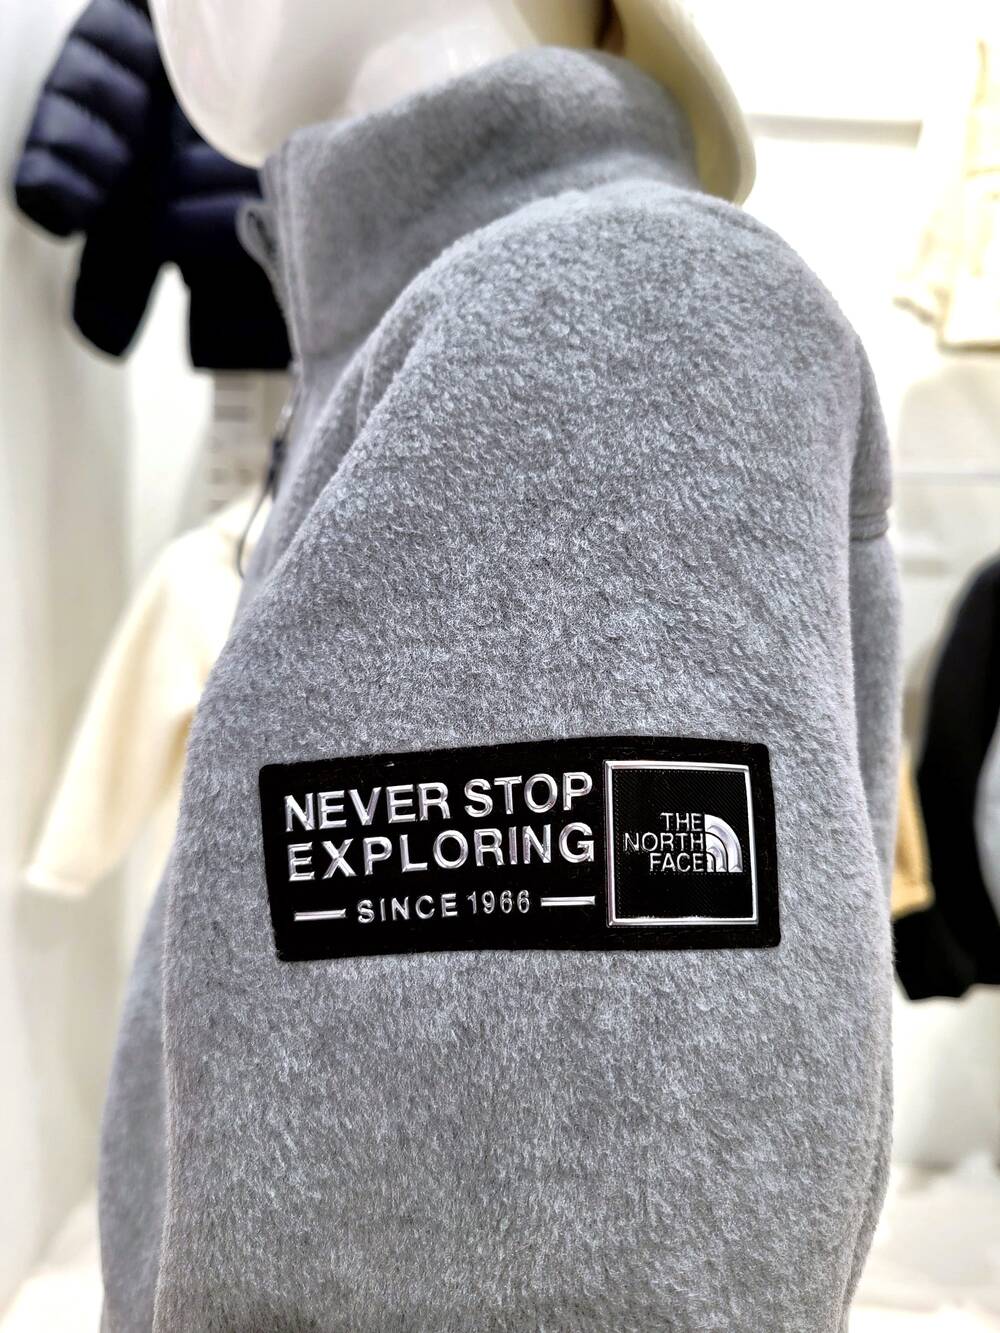 NEVER STOP
EXPLORING
SINCE 1966
THE
NORTH
FACE